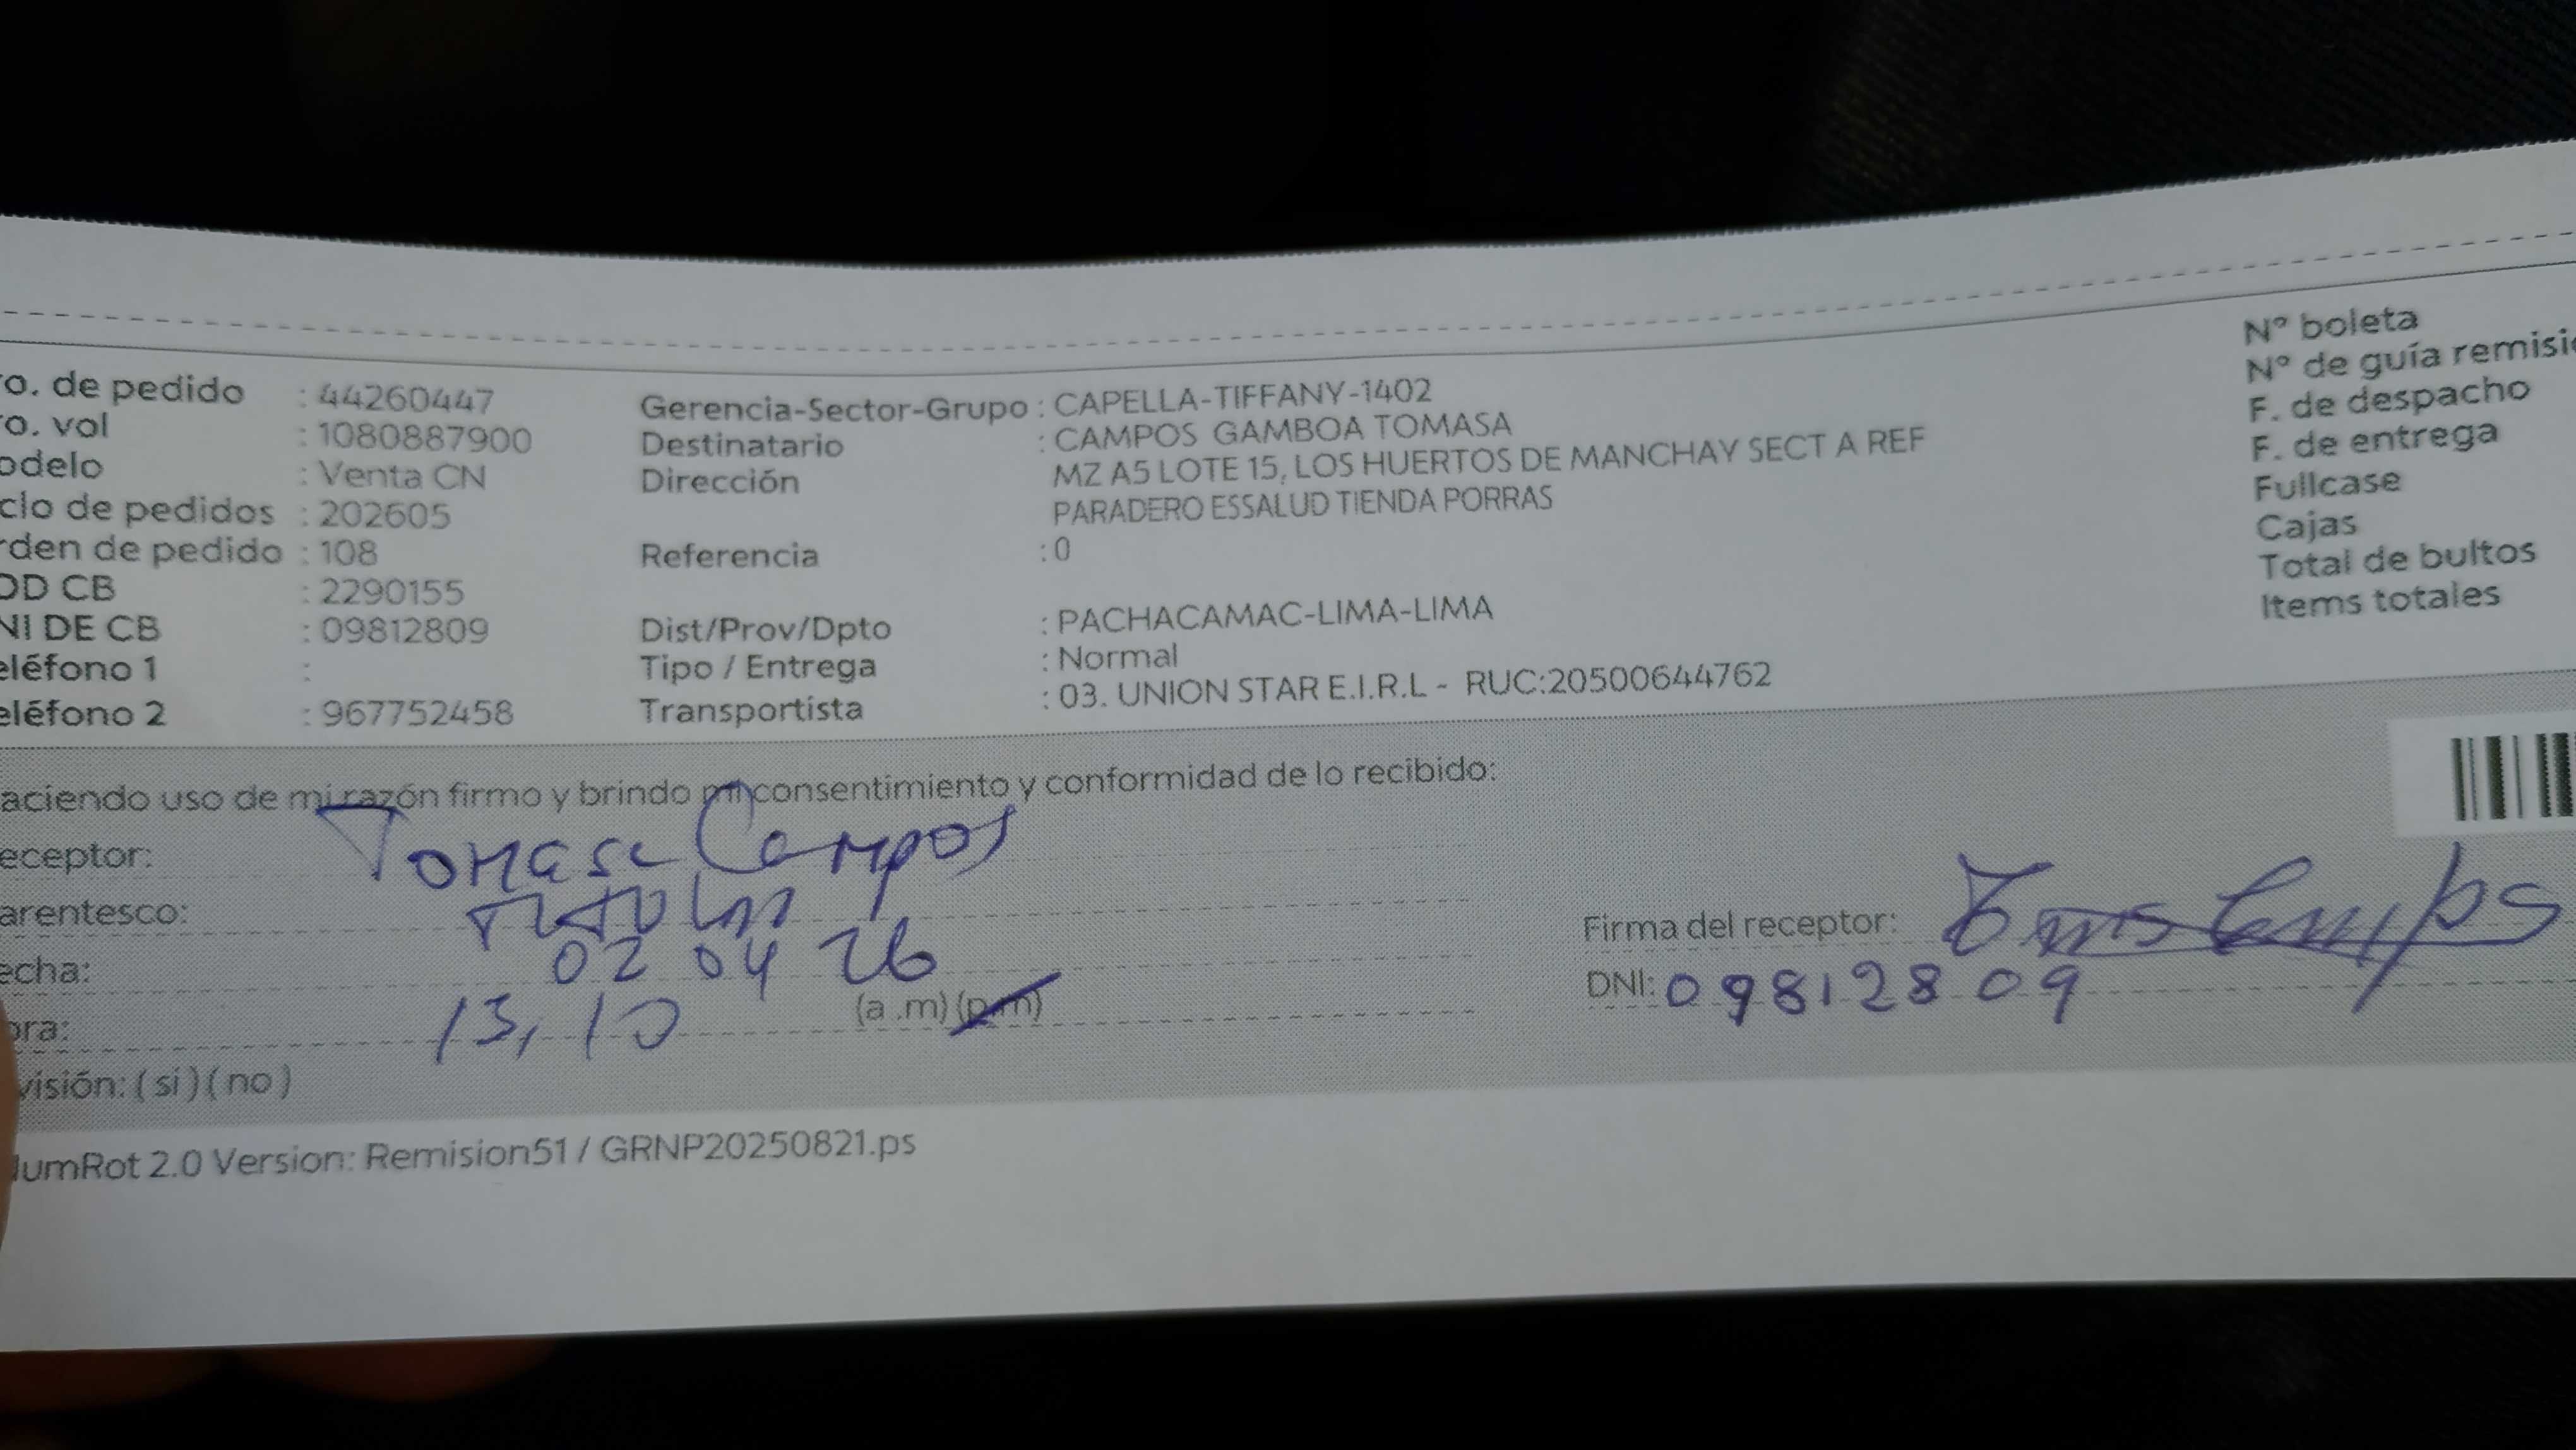 ro. de pedido : 44260447
ro. vol : 1080887900
odelo : Venta CN
clo de pedidos : 202605
rden de pedido : 108
OD CB : 2290155
NI DE CB : 09812809
eléfono 1 :
eléfono 2 : 967752458
Gerencia-Sector-Grupo : CAPELLA-TIFFANY-1402
Destinatario : CAMPOS GAMBOA TOMASA
Dirección MZ A5 LOTE 15, LOS HUERTOS DE MANCHAY SECT A REF
PARADERO ESSALUD TIENDA PORRAS
Referencia : 0
Dist/Prov/Dpto : PACHACAMAC-LIMA-LIMA
Tipo / Entrega : Normal
Transportista : 03. UNION STAR E.I.R.L - RUC:20500644762
Nº boleta
Nº de guía remisió
F. de despacho
F. de entrega
Fullcase
Cajas
Total de bultos
Items totales
aciendo uso de mi razón firmo y brindo mi consentimiento y conformidad de lo recibido:
eceptor: Tomasa Campos
arentesco:
echa: 02 04 26
ora: 13,10 (a .m) (p.m)
visión: ( si ) ( no )
Firma del receptor:
DNI: 09812809
NumRot 2.0 Version: Remision51 / GRNP20250821.ps